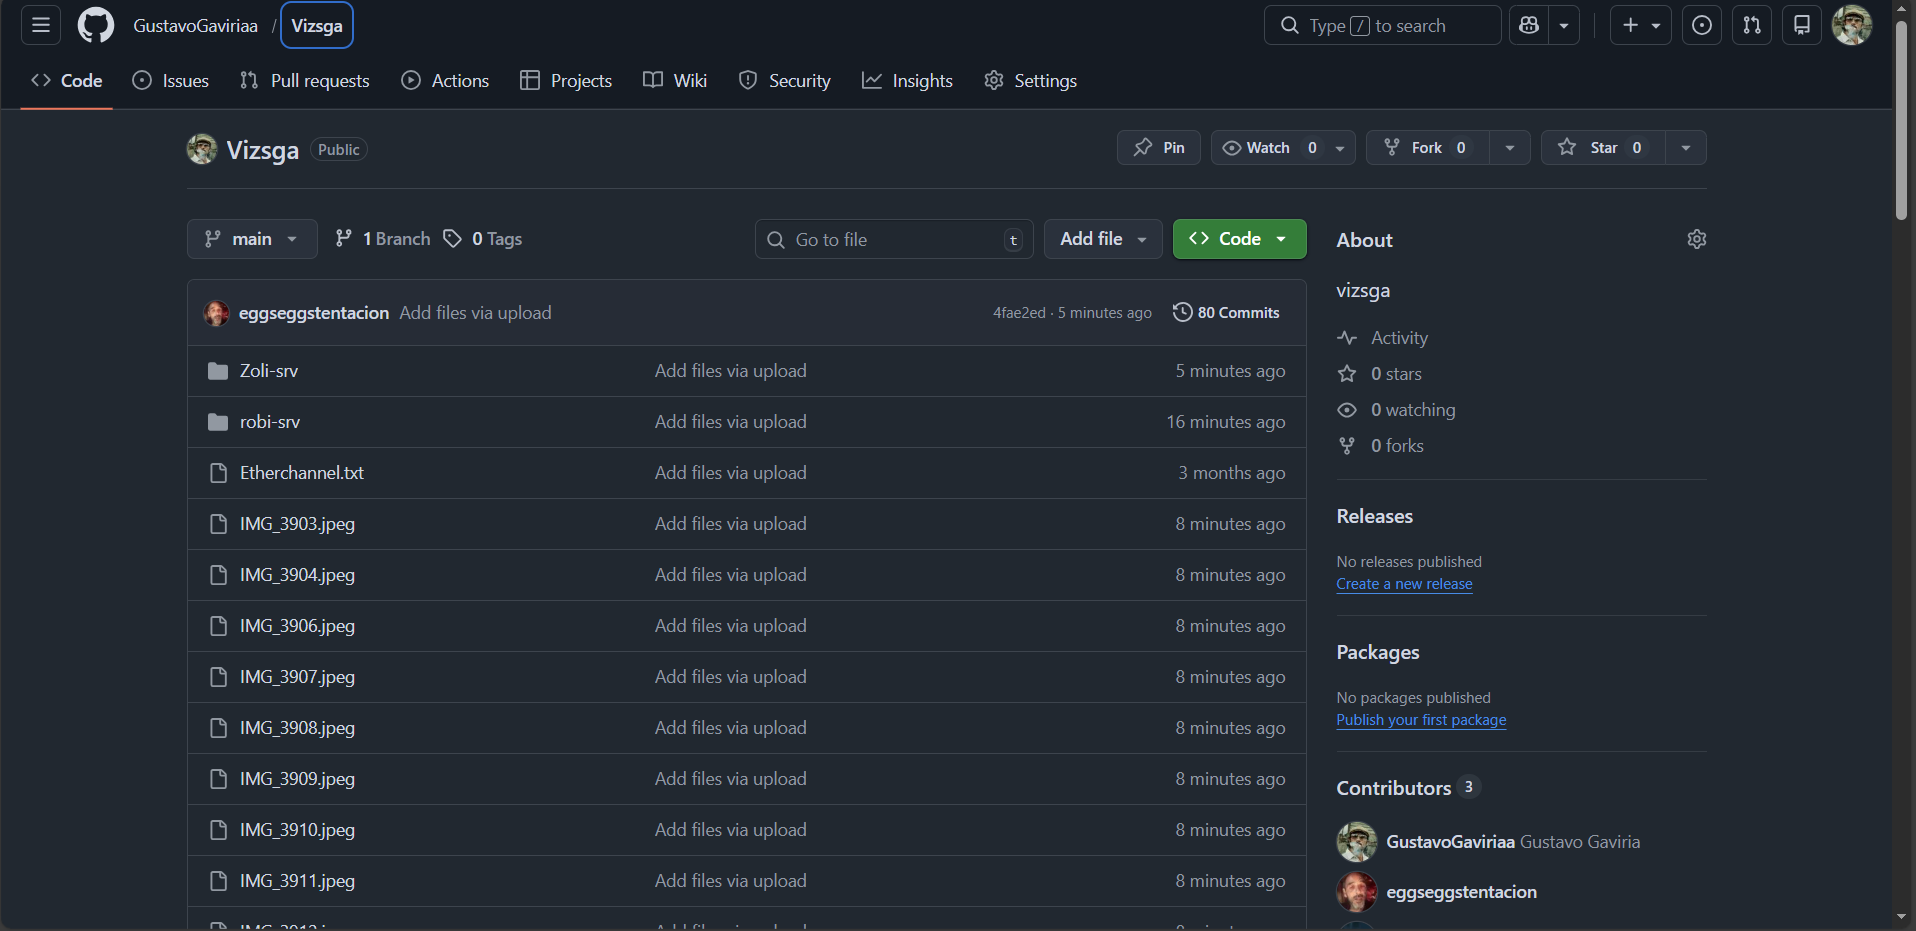 GustavoGaviriaa / Vizsga
Type / to search
Code Issues Pull requests Actions Projects Wiki Security Insights Settings
Vizsga Public
Pin Watch 0 Fork 0 Star 0
main 1 Branch 0 Tags Go to file t Add file Code
eggseggstentacion Add files via upload 4fae2ed · 5 minutes ago 80 Commits
Zoli-srv Add files via upload 5 minutes ago
robi-srv Add files via upload 16 minutes ago
Etherchannel.txt Add files via upload 3 months ago
IMG_3903.jpeg Add files via upload 8 minutes ago
IMG_3904.jpeg Add files via upload 8 minutes ago
IMG_3906.jpeg Add files via upload 8 minutes ago
IMG_3907.jpeg Add files via upload 8 minutes ago
IMG_3908.jpeg Add files via upload 8 minutes ago
IMG_3909.jpeg Add files via upload 8 minutes ago
IMG_3910.jpeg Add files via upload 8 minutes ago
IMG_3911.jpeg Add files via upload 8 minutes ago
About
vizsga
Activity
0 stars
0 watching
0 forks
Releases
No releases published
Create a new release
Packages
No packages published
Publish your first package
Contributors 3
GustavoGaviriaa Gustavo Gaviria
eggseggstentacion